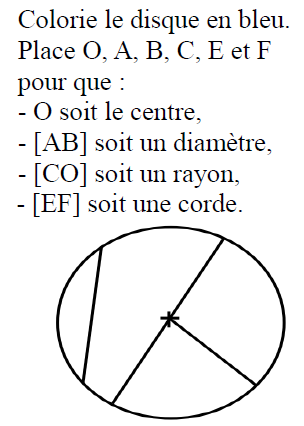 Colorie le disque en bleu.
Place O, A, B, C, E et F
pour que :
- O soit le centre,
- [AB] soit un diamètre,
- [CO] soit un rayon,
- [EF] soit une corde.